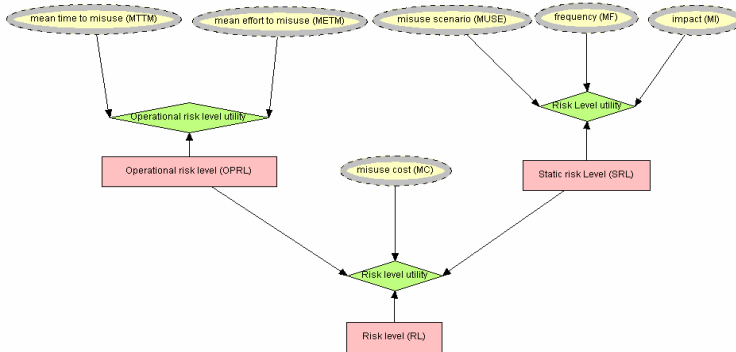 mean time to misuse (MTTM)
mean effort to misuse (METM)
misuse scenario (MUSE)
frequency (MF)
impact (MI)
Operational risk level utility
Risk Level utility
Operational risk level (OPRL)
misuse cost (MC)
Static risk Level (SRL)
Risk level utility
Risk level (RL)